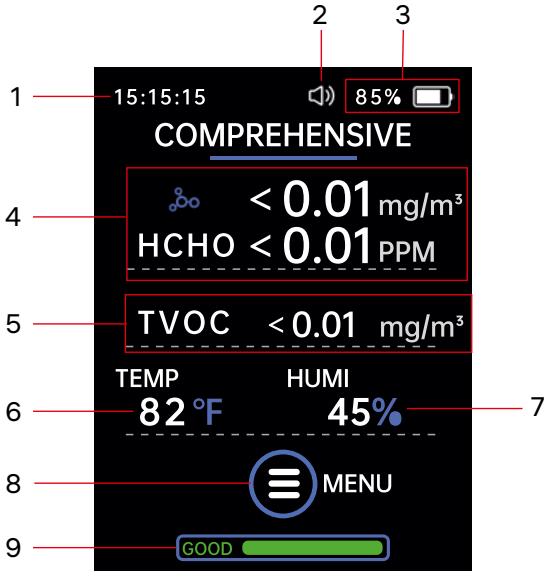 2 3
1 15:15:15 85%
COMPREHENSIVE
4 < 0.01 mg/m³
HCHO < 0.01 PPM
5 TVOC < 0.01 mg/m³
TEMP HUMI
6 82 °F 45% 7
8 MENU
9 GOOD